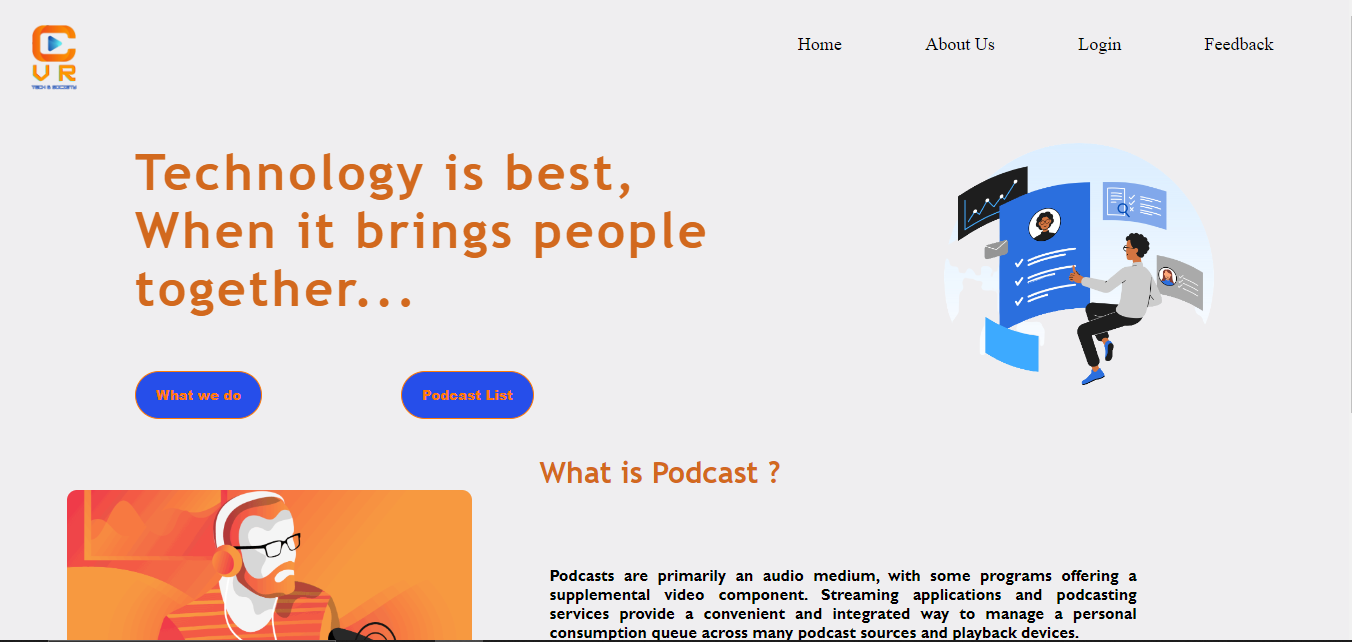 C
VR
TECH & SOCIETY
Home About Us Login Feedback
Technology is best,
When it brings people
together...
What we do Podcast List
What is Podcast ?
Podcasts are primarily an audio medium, with some programs offering a
supplemental video component. Streaming applications and podcasting
services provide a convenient and integrated way to manage a personal
consumption queue across many podcast sources and playback devices.